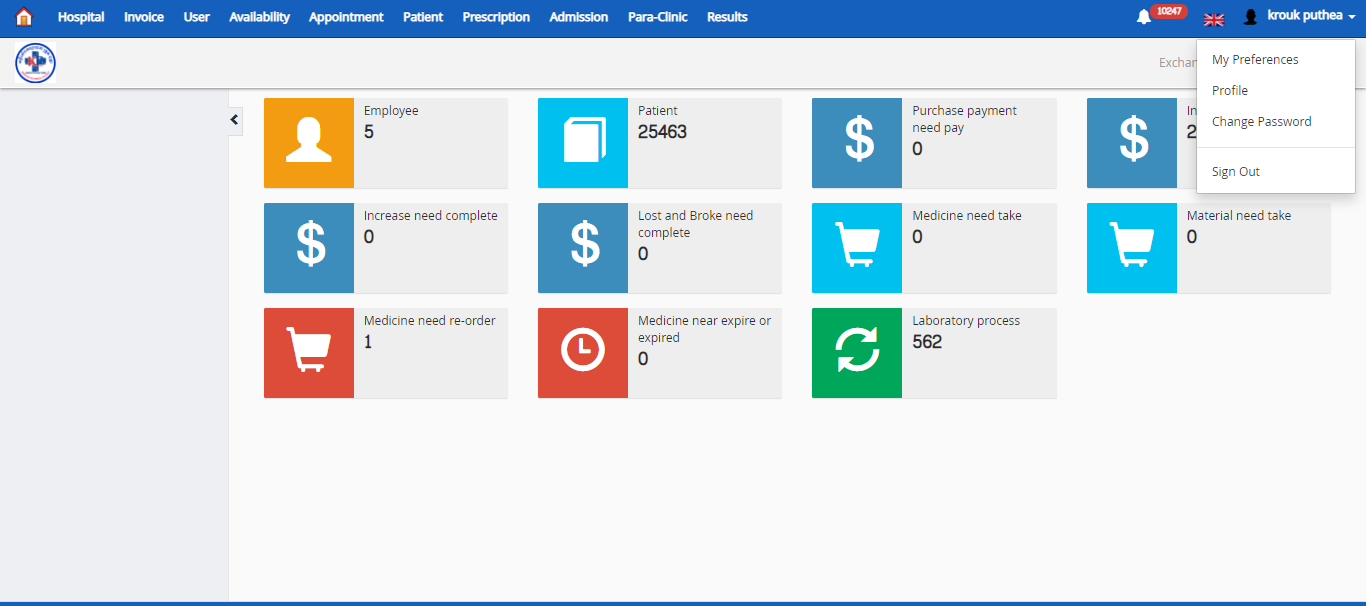 Hospital Invoice User Availability Appointment Patient Prescription Admission Para-Clinic Results 10247 krouk puthea
Exchan
My Preferences
Profile
Change Password
Sign Out
Employee
5
Patient
25463
Purchase payment
need pay
0
In
2
Increase need complete
0
Lost and Broke need
complete
0
Medicine need take
0
Material need take
0
Medicine need re-order
1
Medicine near expire or
expired
0
Laboratory process
562